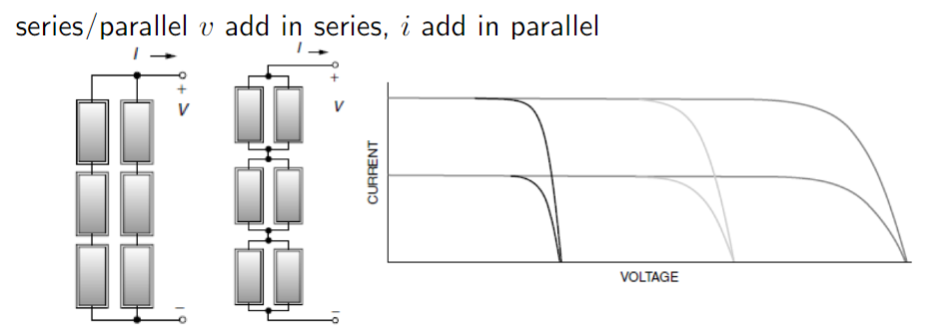 series/parallel v add in series, i add in parallel
I
+
V
−
I
+
V
−
CURRENT
VOLTAGE